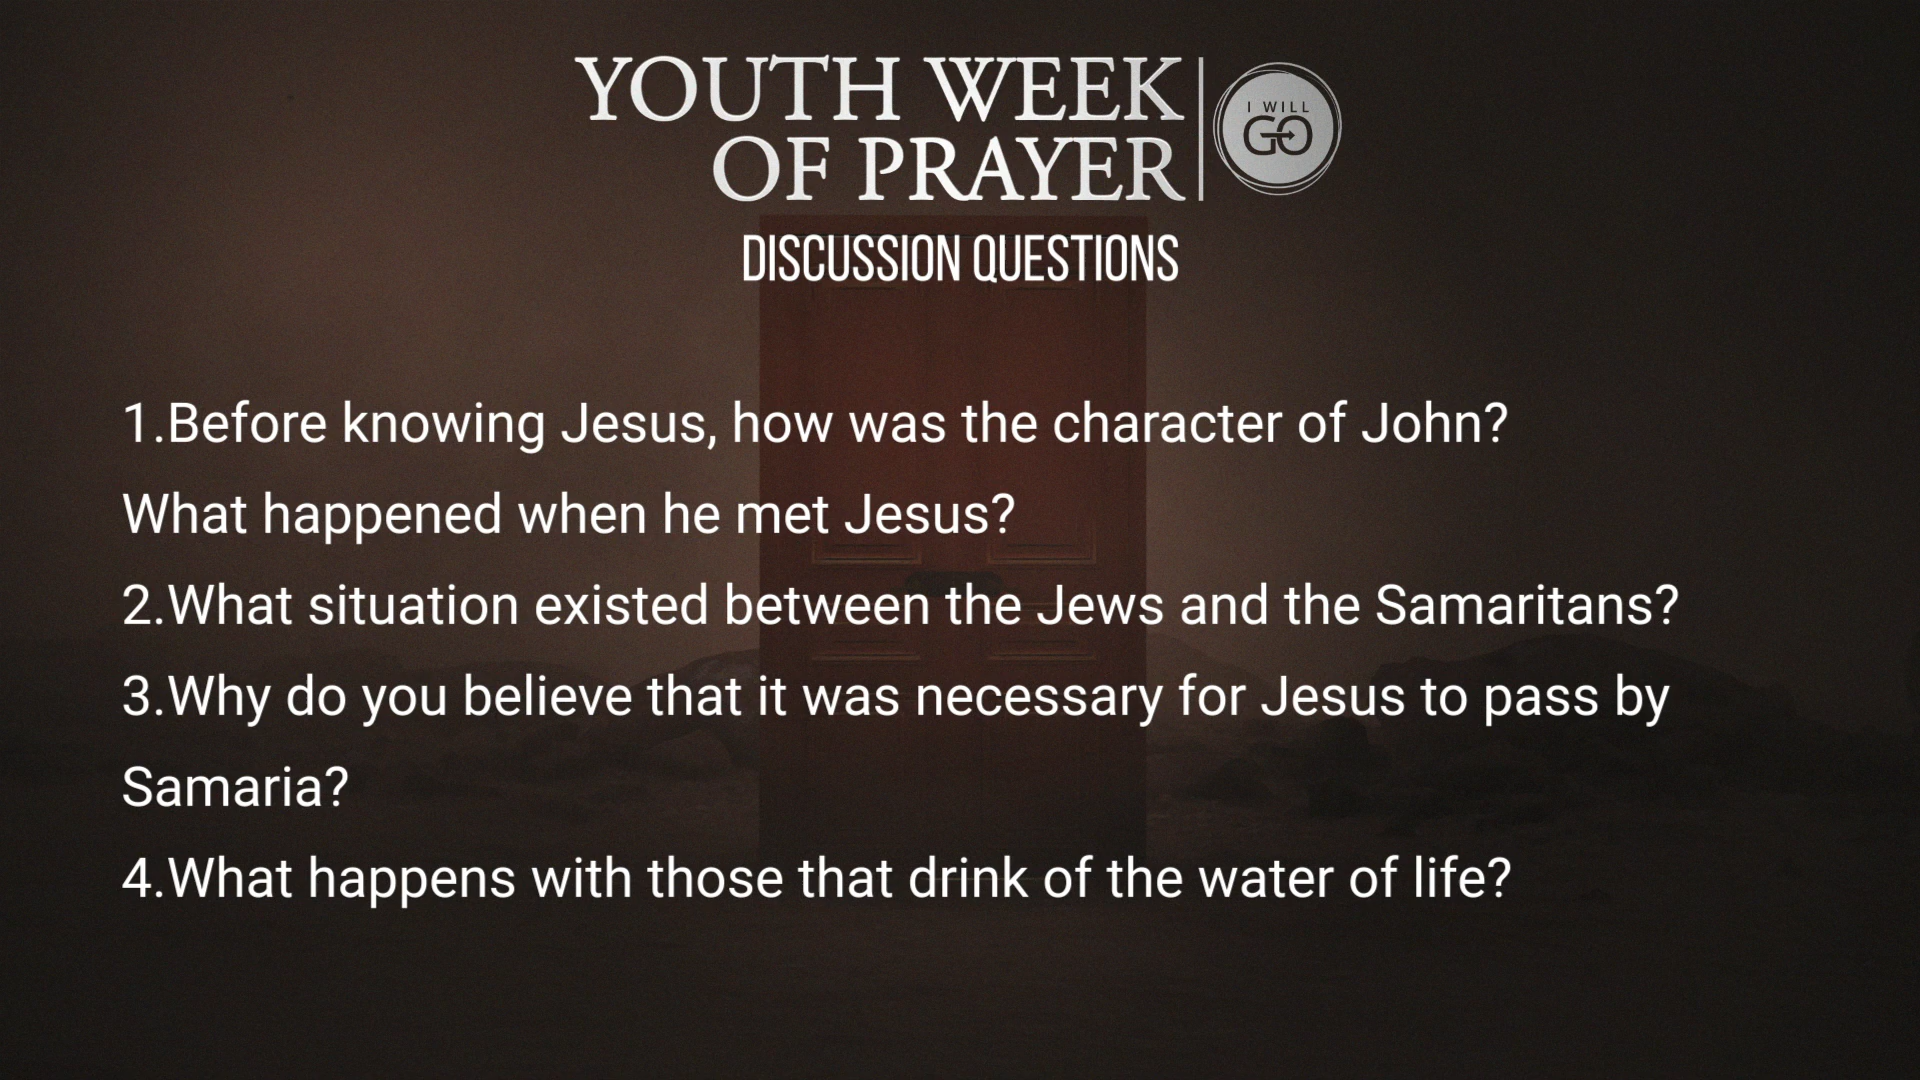 YOUTH WEEK
OF PRAYER
I WILL
GO
DISCUSSION QUESTIONS
1.Before knowing Jesus, how was the character of John?
What happened when he met Jesus?
2.What situation existed between the Jews and the Samaritans?
3.Why do you believe that it was necessary for Jesus to pass by
Samaria?
4.What happens with those that drink of the water of life?